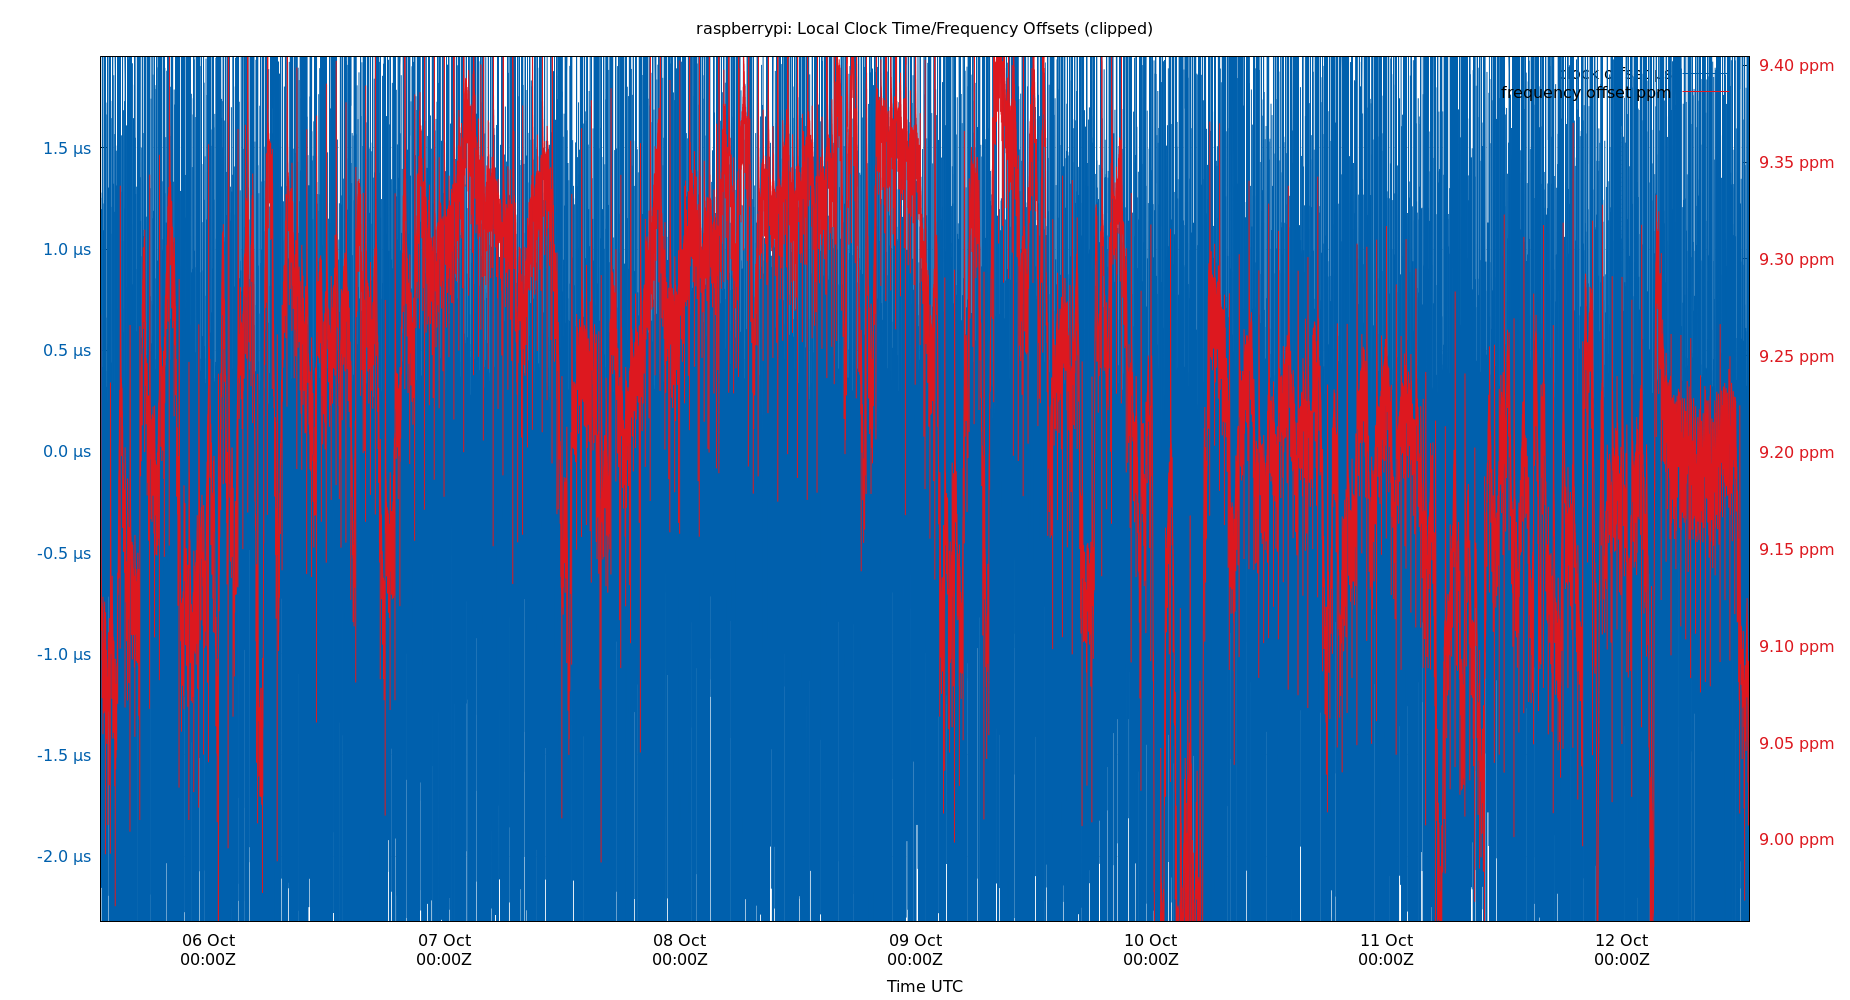 raspberrypi: Local Clock Time/Frequency Offsets (clipped)
clock offset µs
frequency offset ppm
1.5 µs
1.0 µs
0.5 µs
0.0 µs
-0.5 µs
-1.0 µs
-1.5 µs
-2.0 µs
9.40 ppm
9.35 ppm
9.30 ppm
9.25 ppm
9.20 ppm
9.15 ppm
9.10 ppm
9.05 ppm
9.00 ppm
06 Oct
00:00Z
07 Oct
00:00Z
08 Oct
00:00Z
09 Oct
00:00Z
10 Oct
00:00Z
11 Oct
00:00Z
12 Oct
00:00Z
Time UTC